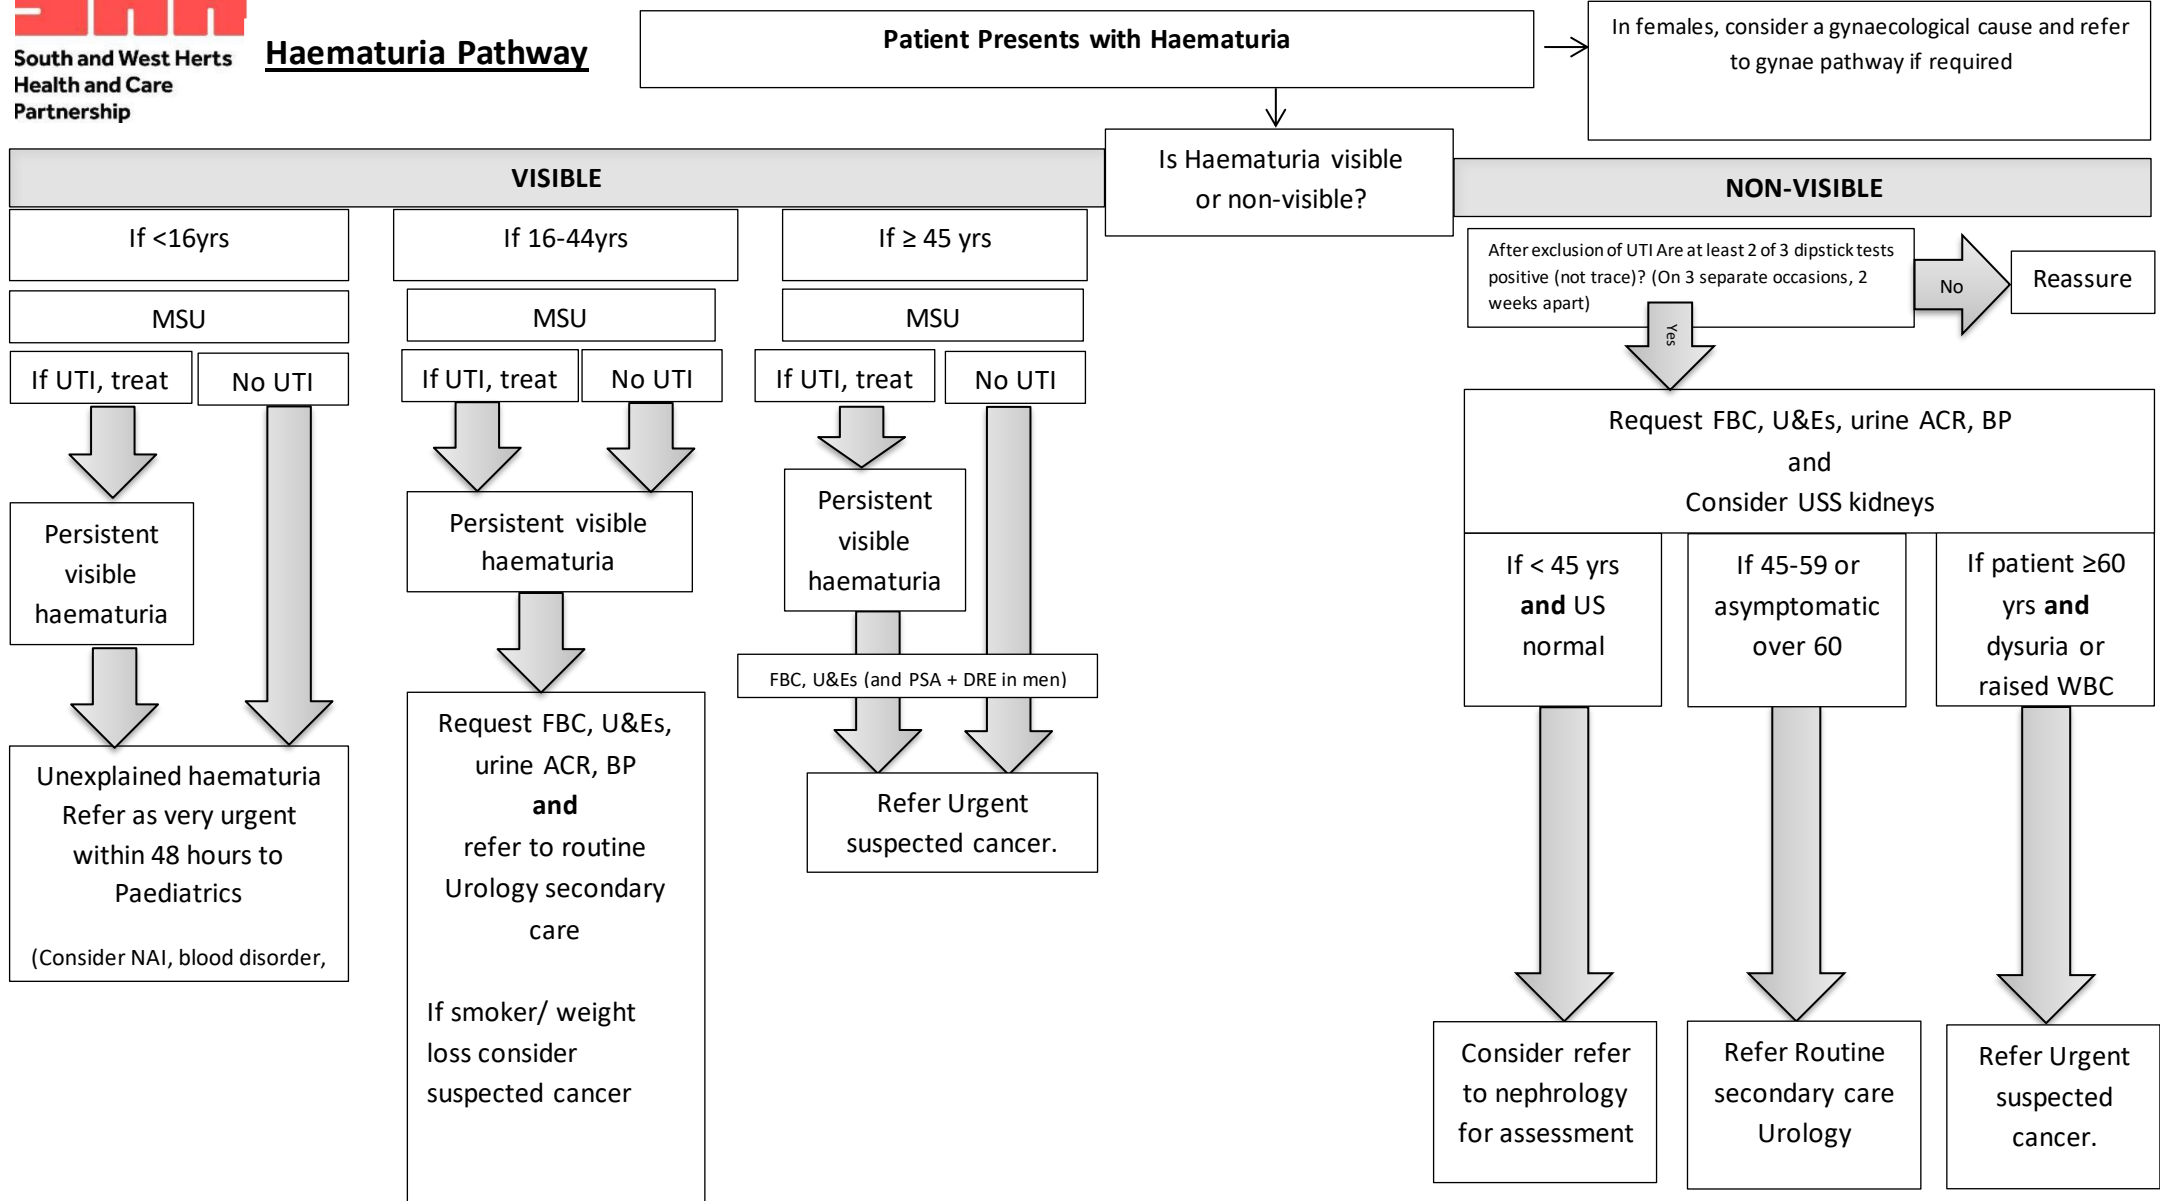 South and West Herts
Health and Care
Partnership
Haematuria Pathway
Patient Presents with Haematuria
In females, consider a gynaecological cause and refer
to gynae pathway if required
Is Haematuria visible
or non-visible?
VISIBLE
NON-VISIBLE
If <16yrs
MSU
If UTI, treat
No UTI
Persistent
visible
haematuria
Unexplained haematuria
Refer as very urgent
within 48 hours to
Paediatrics
(Consider NAI, blood disorder,
If 16-44yrs
MSU
If UTI, treat
No UTI
Persistent visible
haematuria
Request FBC, U&Es,
urine ACR, BP
and
refer to routine
Urology secondary
care
If smoker/ weight
loss consider
suspected cancer
If ≥ 45 yrs
MSU
If UTI, treat
No UTI
Persistent
visible
haematuria
FBC, U&Es (and PSA + DRE in men)
Refer Urgent
suspected cancer.
After exclusion of UTI Are at least 2 of 3 dipstick tests
positive (not trace)? (On 3 separate occasions, 2
weeks apart)
No
Reassure
Yes
Request FBC, U&Es, urine ACR, BP
and
Consider USS kidneys
If < 45 yrs
and US
normal
Consider refer
to nephrology
for assessment
If 45-59 or
asymptomatic
over 60
Refer Routine
secondary care
Urology
If patient ≥60
yrs and
dysuria or
raised WBC
Refer Urgent
suspected
cancer.